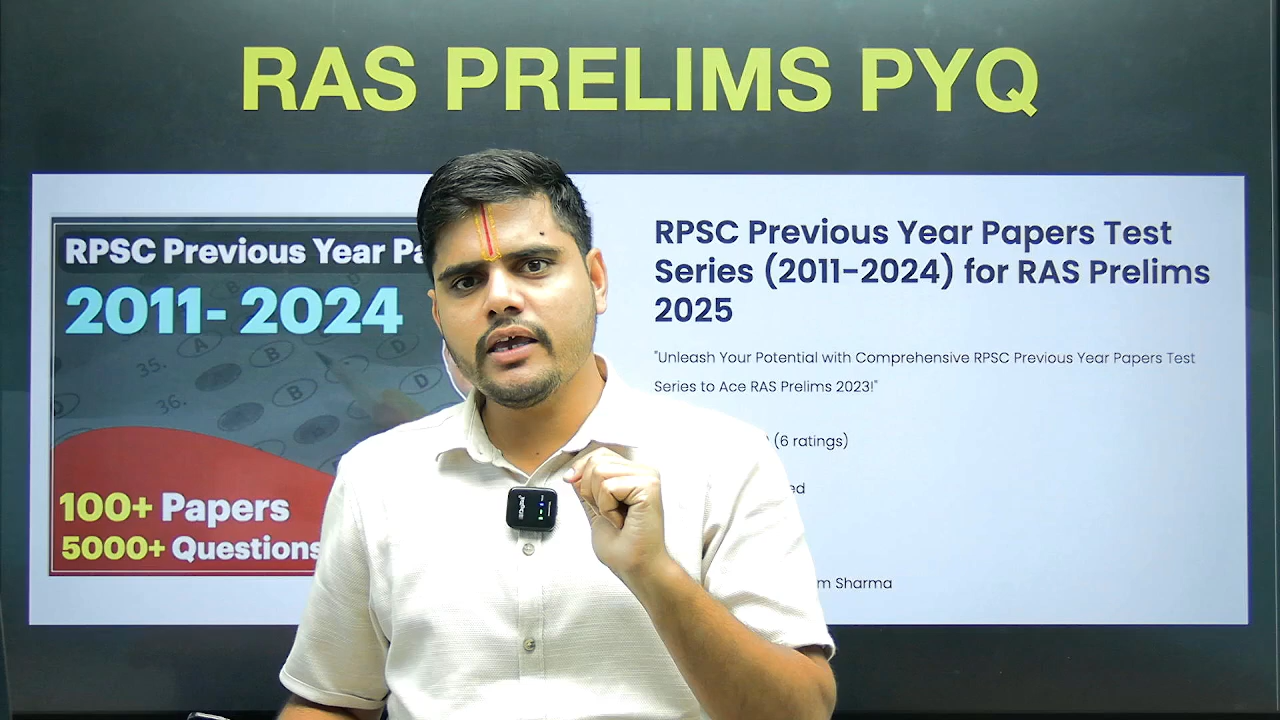 RAS PRELIMS PYQ
RPSC Previous Year Pa
2011- 2024
35.
A
B
D
36.
B
D
100+ Papers
5000+ Questions
RPSC Previous Year Papers Test
Series (2011-2024) for RAS Prelims
2025
"Unleash Your Potential with Comprehensive RPSC Previous Year Papers Test
Series to Ace RAS Prelims 2023!"
(6 ratings)
ed
m Sharma